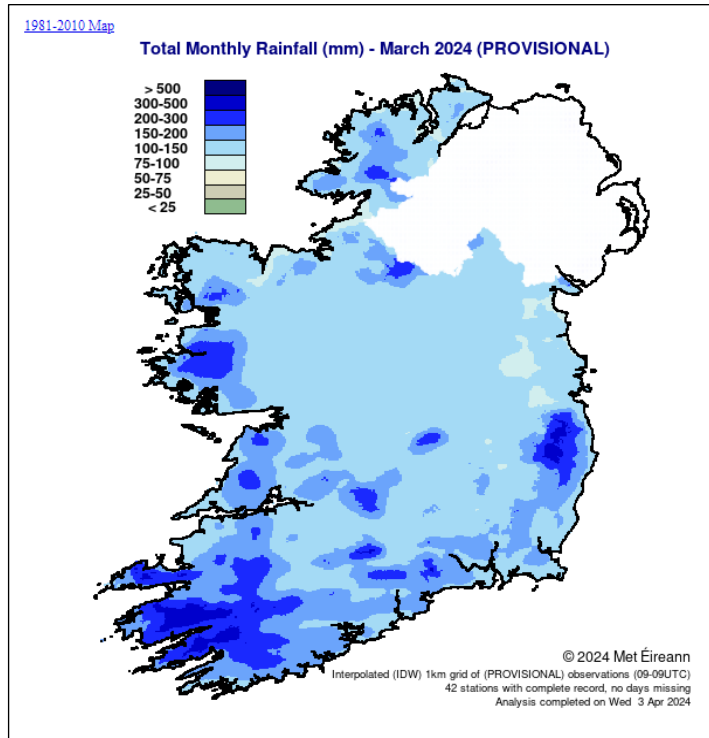 1981-2010 Map
Total Monthly Rainfall (mm) - March 2024 (PROVISIONAL)
> 500
300-500
200-300
150-200
100-150
75-100
50-75
25-50
< 25
© 2024 Met Éireann
Interpolated (IDW) 1km grid of (PROVISIONAL) observations (09-09UTC)
42 stations with complete record, no days missing
Analysis completed on Wed 3 Apr 2024